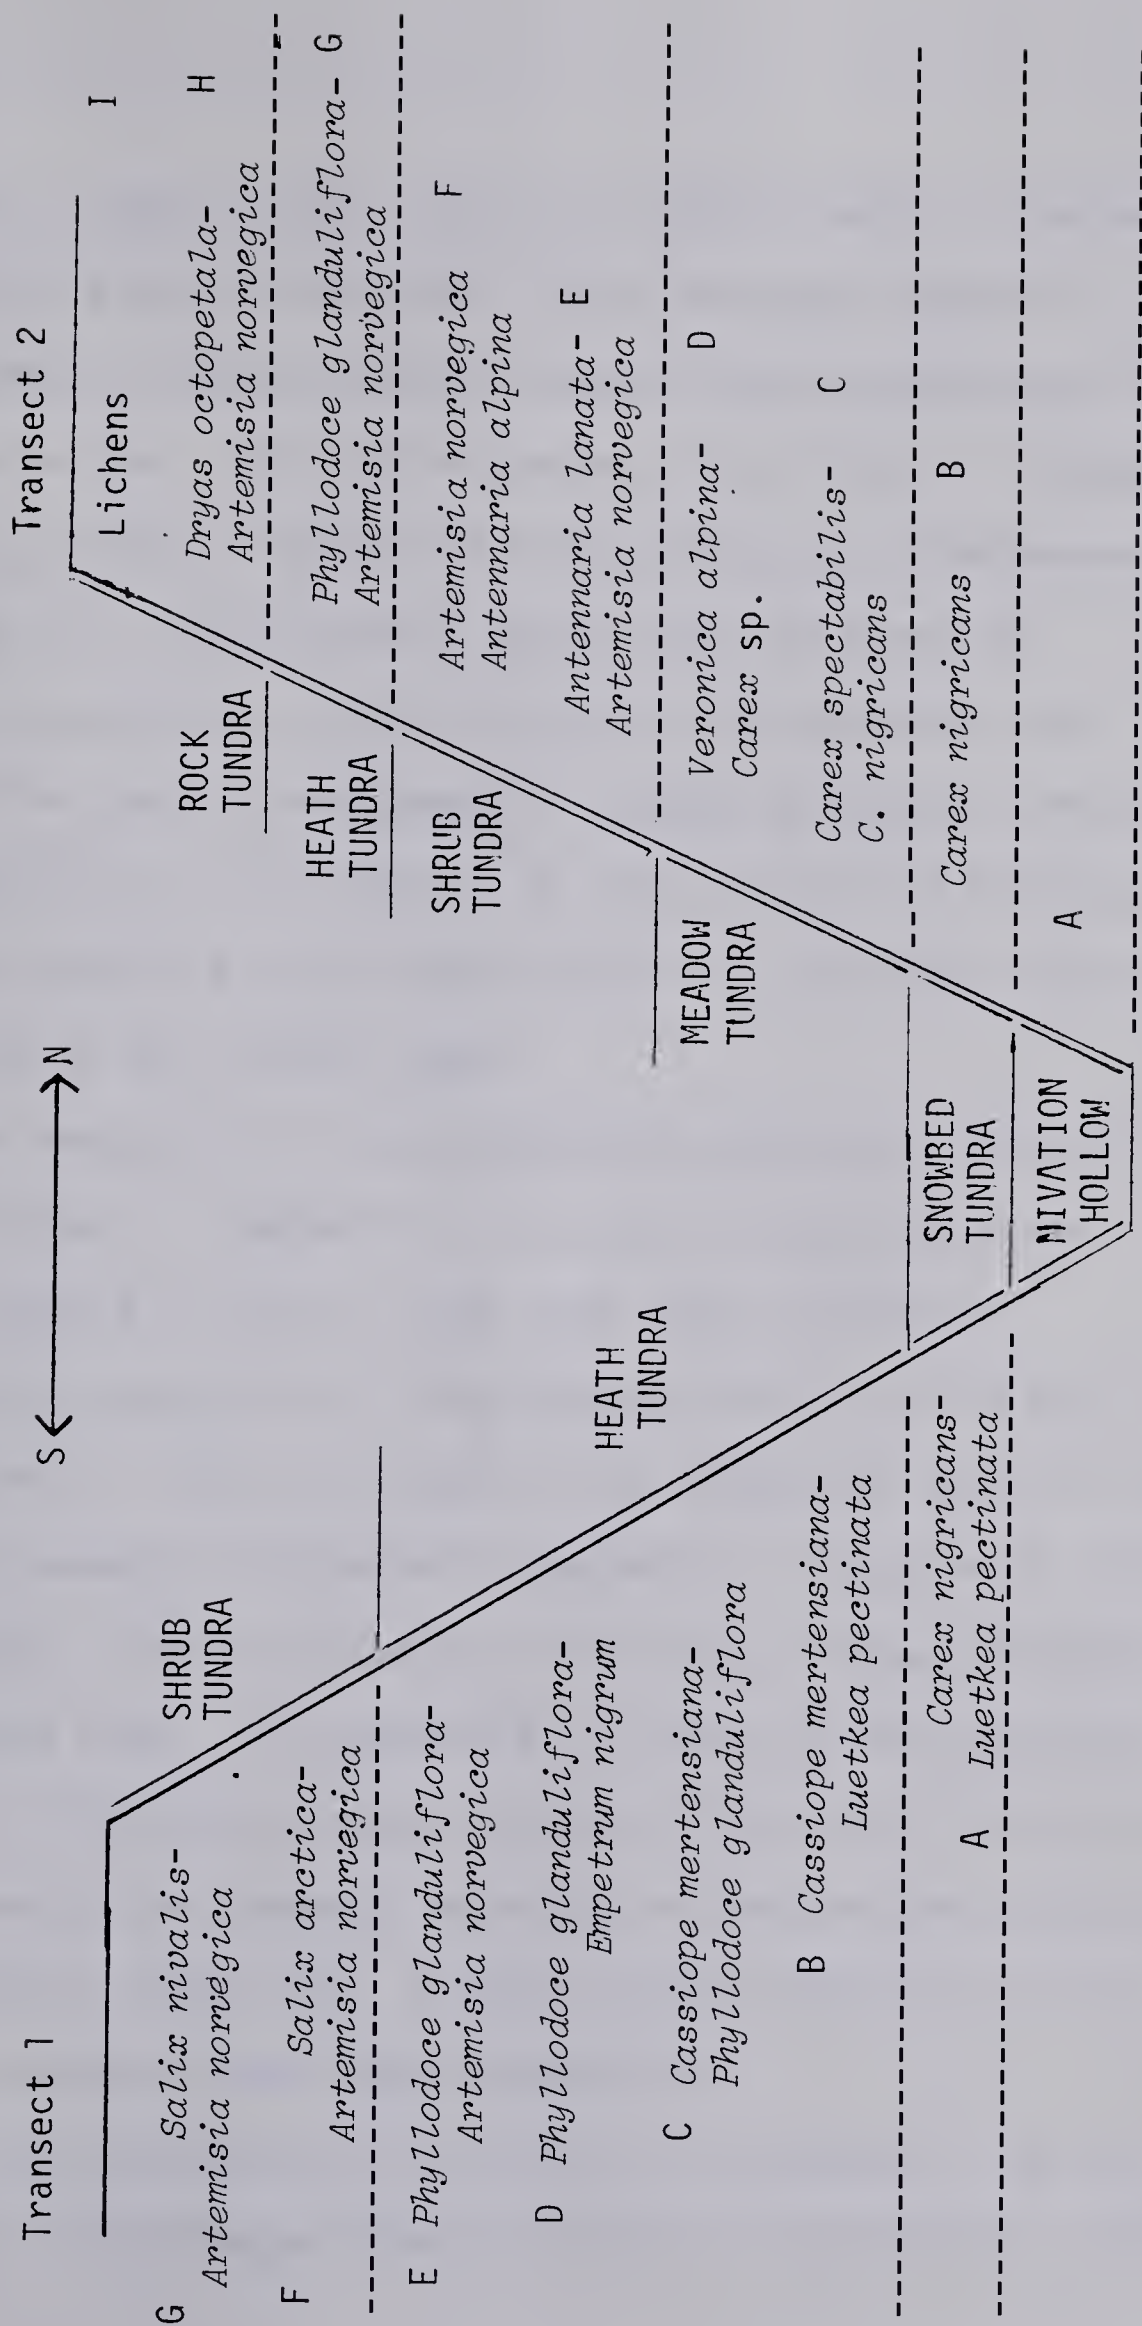 Transect 1
Transect 2
S
N
G
Salix nivalis-
Artemisia norvegica
F
Salix arctica-
Artemisia norvegica
E
Phyllodoce glanduliflora-
Artemisia norvegica
D
Phyllodoce glanduliflora-
Empetrum nigrum
C
Cassiope mertensiana-
Phyllodoce glanduliflora
B
Cassiope mertensiana-
Luetkea pectinata
A
Carex nigricans-
Luetkea pectinata
SHRUB
TUNDRA
HEATH
TUNDRA
SNOWBED
TUNDRA
NIVATION
HOLLOW
ROCK
TUNDRA
HEATH
TUNDRA
SHRUB
TUNDRA
MEADOW
TUNDRA
Lichens
I
Dryas octopetala-
Artemisia norvegica
H
Phyllodoce glanduliflora-
Artemisia norvegica
G
Artemisia norvegica
Antennaria alpina
F
Antennaria lanata-
Artemisia norvegica
E
Veronica alpina-
Carex sp.
D
Carex spectabilis-
C. nigricans
C
Carex nigricans
B
A